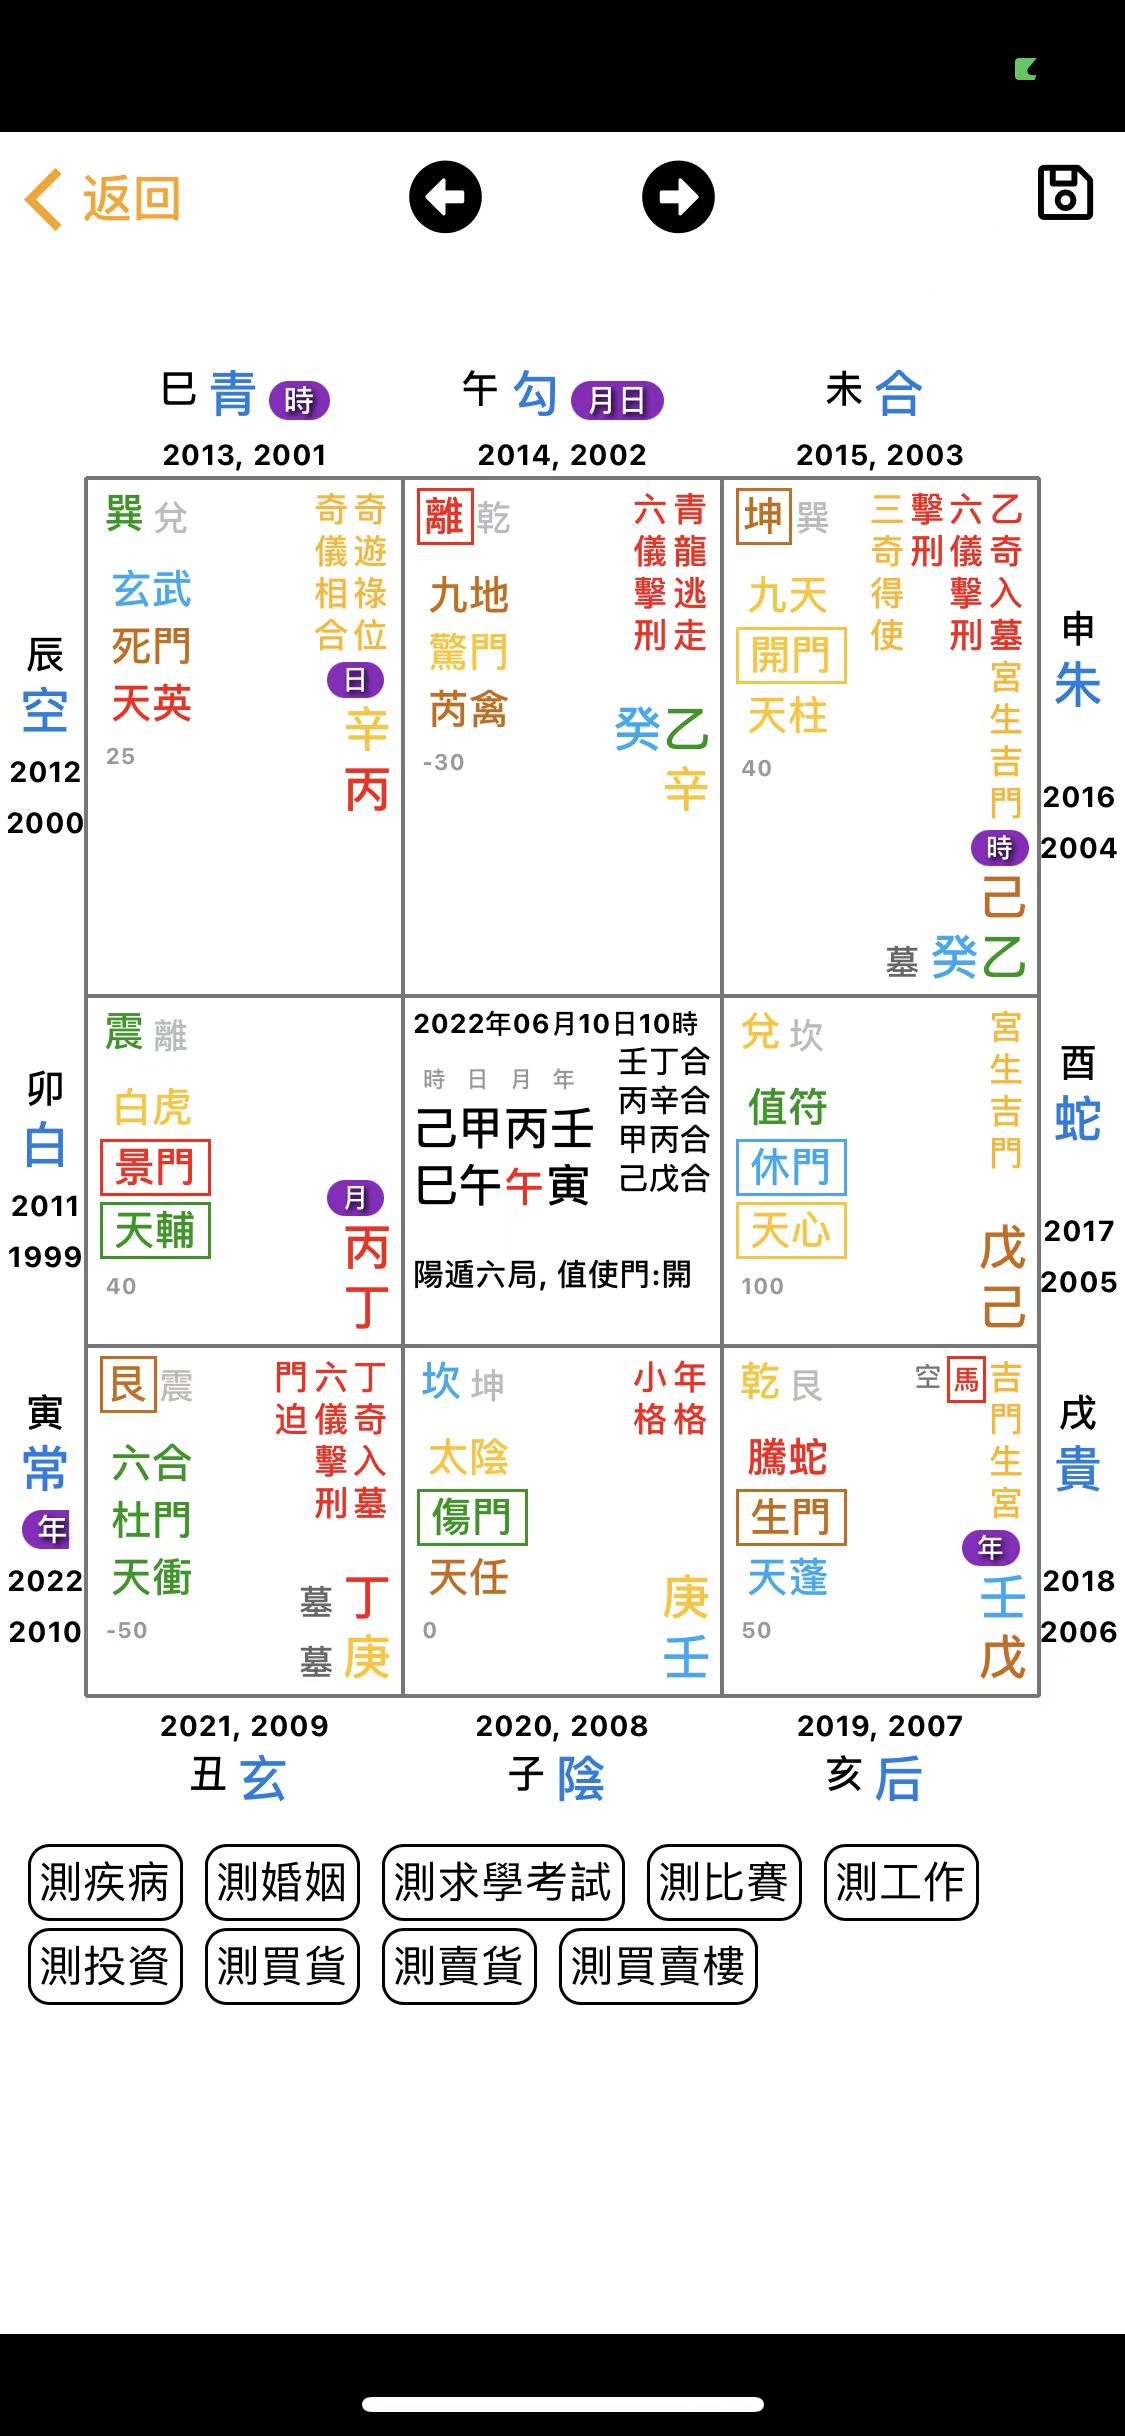 返回
巳 青 時
午 勾 月日
未 合
2013, 2001
2014, 2002
2015, 2003
辰
空
2012
2000
巽 兌
奇遊祿位
奇儀相合
玄武
死門
天英
25
日
辛
丙
離 乾
青龍逃走
六儀擊刑
九地
驚門
芮禽
-30
癸乙
辛
坤 巽
乙奇入墓
六儀擊刑
擊刑
三奇得使
宮生吉門
九天
開門
天柱
40
時
己
墓 癸乙
申
朱
2016
2004
卯
白
2011
1999
震 離
白虎
景門
天輔
40
月
丙
丁
2022年06月10日10時
時 日 月 年
己甲丙壬
巳午午寅
壬丁合
丙辛合
甲丙合
己戊合
陽遁六局, 值使門:開
兌 坎
宮生吉門
值符
休門
天心
100
戊
己
酉
蛇
2017
2005
寅
常
年
2022
2010
艮 震
丁奇入墓
六儀擊刑
門迫
六合
杜門
天衝
-50
墓 丁
墓 庚
坎 坤
年格
小格
太陰
傷門
天任
0
庚
壬
乾 艮
空 馬
吉門生宮
騰蛇
生門
天蓬
50
年
壬
戊
戌
貴
2018
2006
2021, 2009
2020, 2008
2019, 2007
丑 玄
子 陰
亥 后
測疾病 測婚姻 測求學考試 測比賽 測工作
測投資 測買貨 測賣貨 測買賣樓